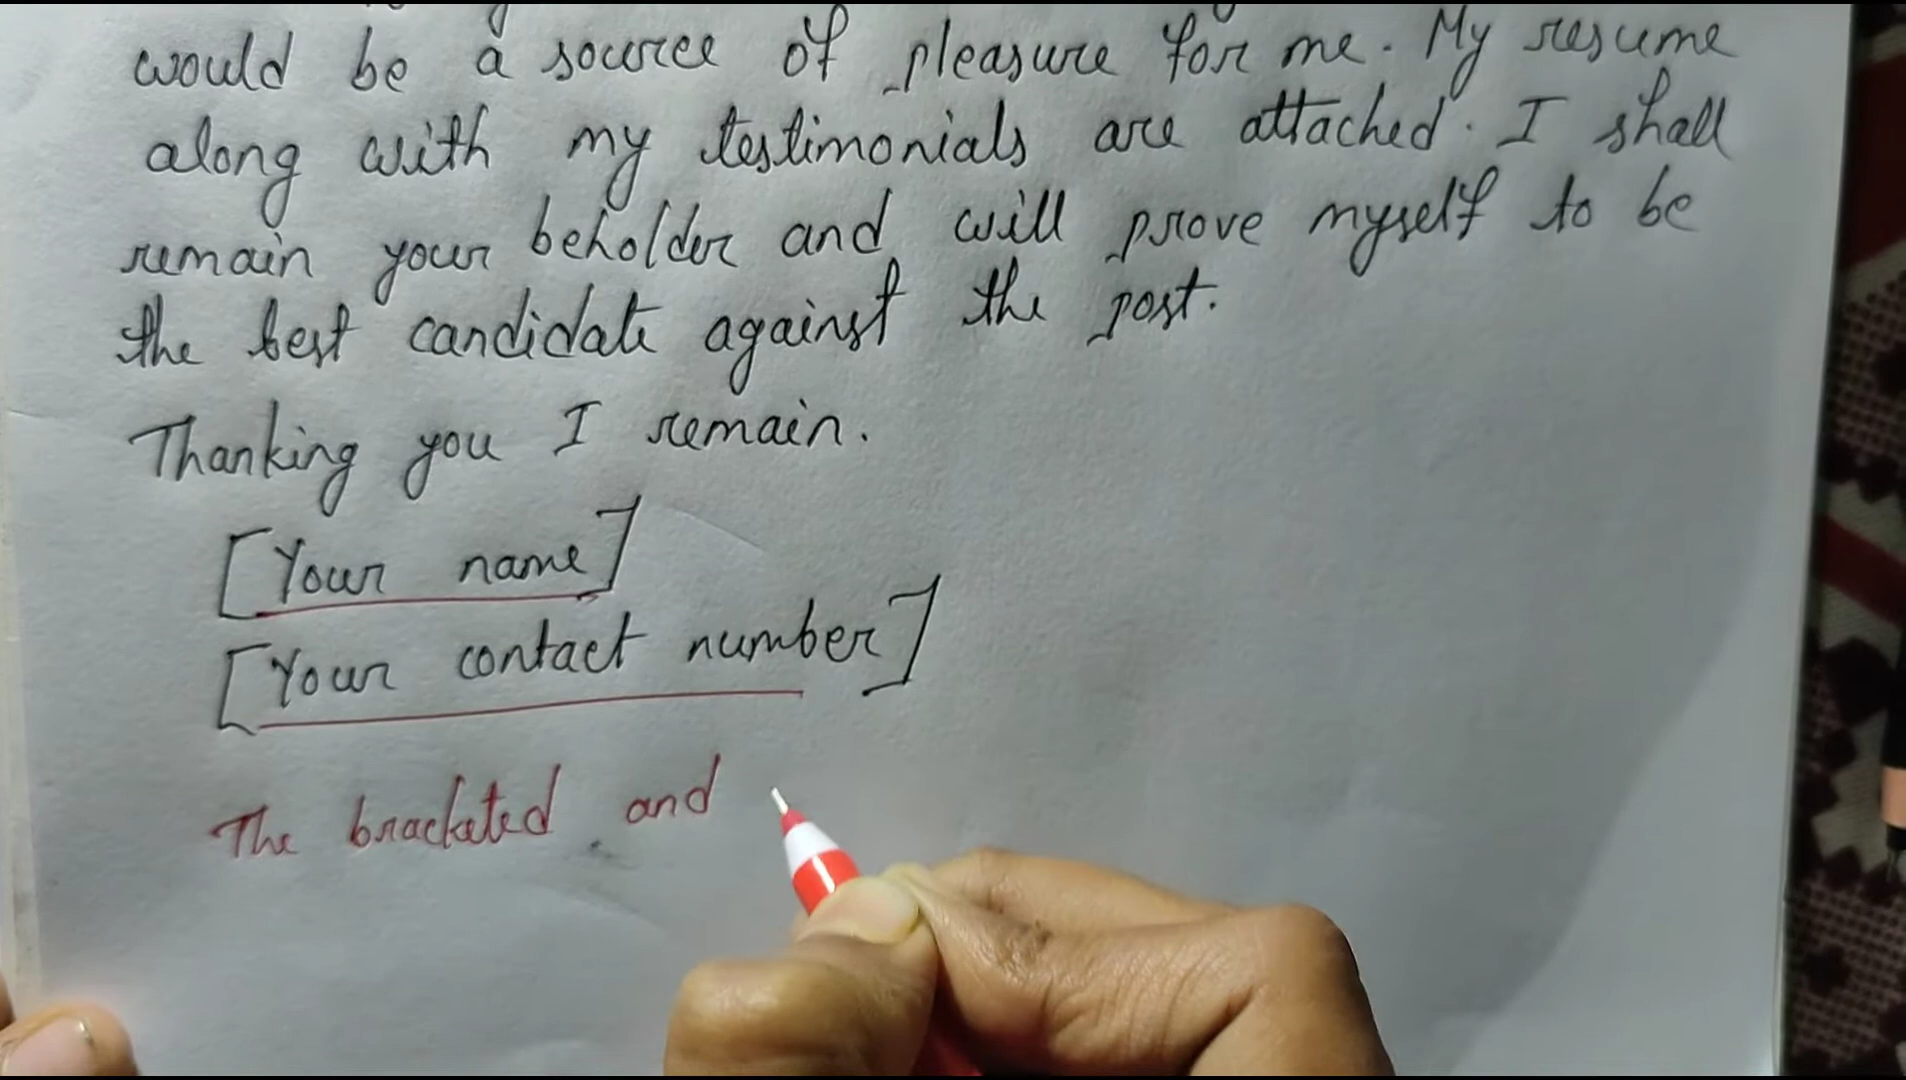 would be a source of pleasure for me. My resume
along with my testimonials are attached. I shall
remain your beholder and will prove myself to be
the best candidate against the post.
Thanking you I remain.
[Your name]
[Your contact number]
The bracketed and